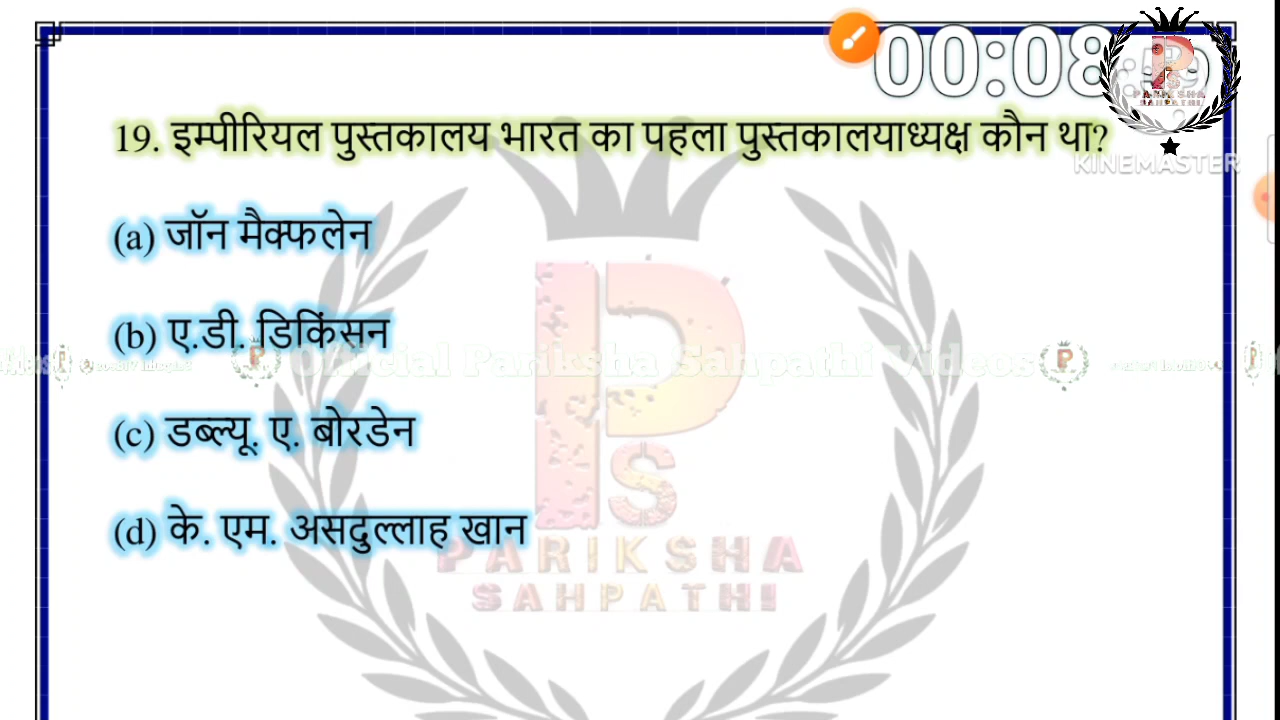 00:08
19. इम्पीरियल पुस्तकालय भारत का पहला पुस्तकालयाध्यक्ष कौन था?
KINEMASTER
(a) जॉन मैक्फलेन
(b) ए.डी. डिकिंसन
Official Pariksha Sahpathi Videos
(c) डब्ल्यू. ए. बोरडेन
(d) के. एम. असदुल्लाह खान
PS
PARIKSHA
SAHPATHI